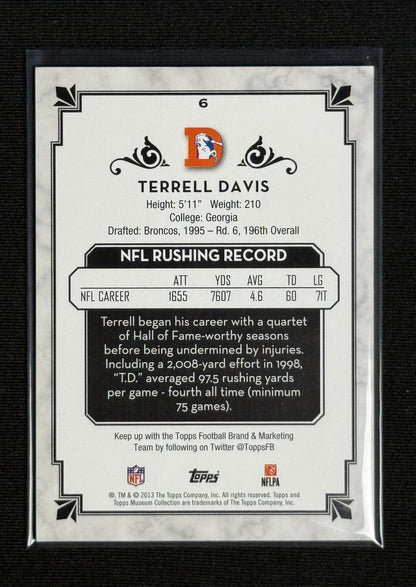 6
D
TERRELL DAVIS
Height: 5'11" Weight: 210
College: Georgia
Drafted: Broncos, 1995 – Rd. 6, 196th Overall
NFL RUSHING RECORD
ATT YDS AVG TD LG
NFL CAREER 1655 7607 4.6 60 71T
Terrell began his career with a quartet
of Hall of Fame-worthy seasons
before being undermined by injuries.
Including a 2,008-yard effort in 1998,
“T.D.” averaged 97.5 rushing yards
per game - fourth all time (minimum
75 games).
Keep up with the Topps Football Brand & Marketing
Team by following on Twitter @ToppsFB
NFL Topps NFLPA
®, TM & © 2013 The Topps Company, Inc. All rights reserved. Topps and
Topps Museum Collection are trademarks of The Topps Company, Inc.